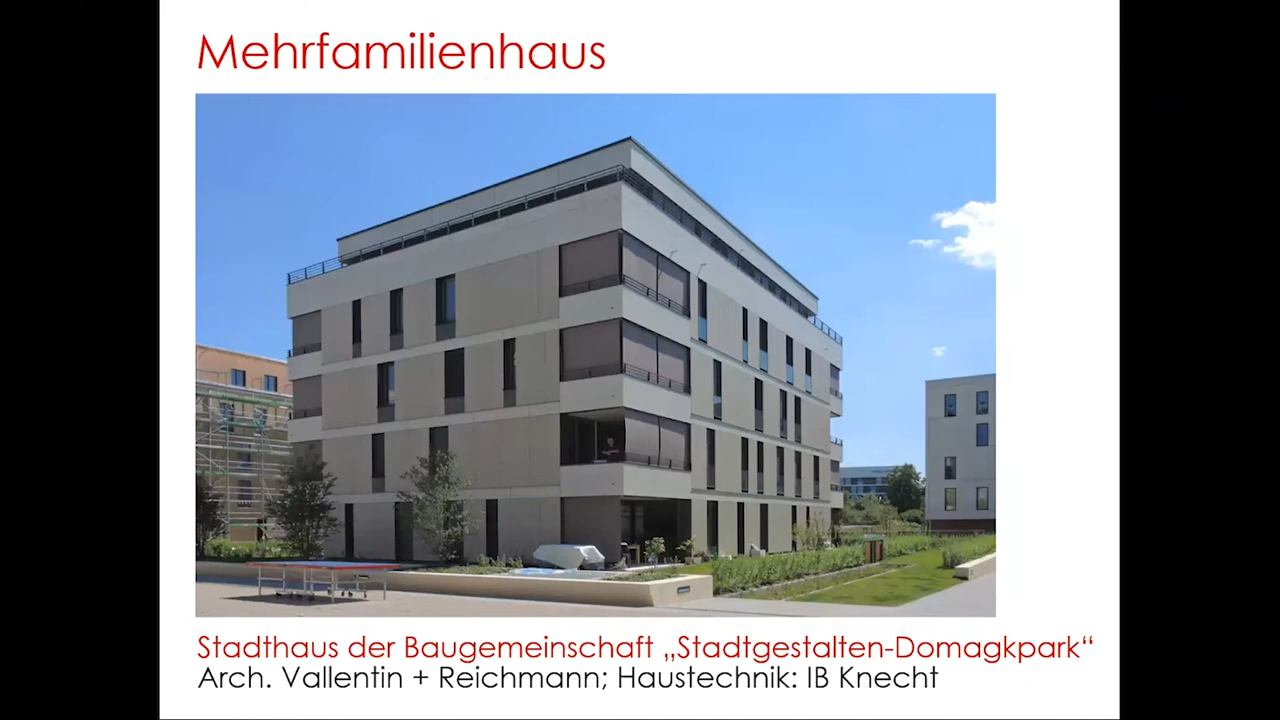 Mehrfamilienhaus
Stadthaus der Baugemeinschaft „Stadtgestalten-Domagkpark“
Arch. Vallentin + Reichmann; Haustechnik: IB Knecht